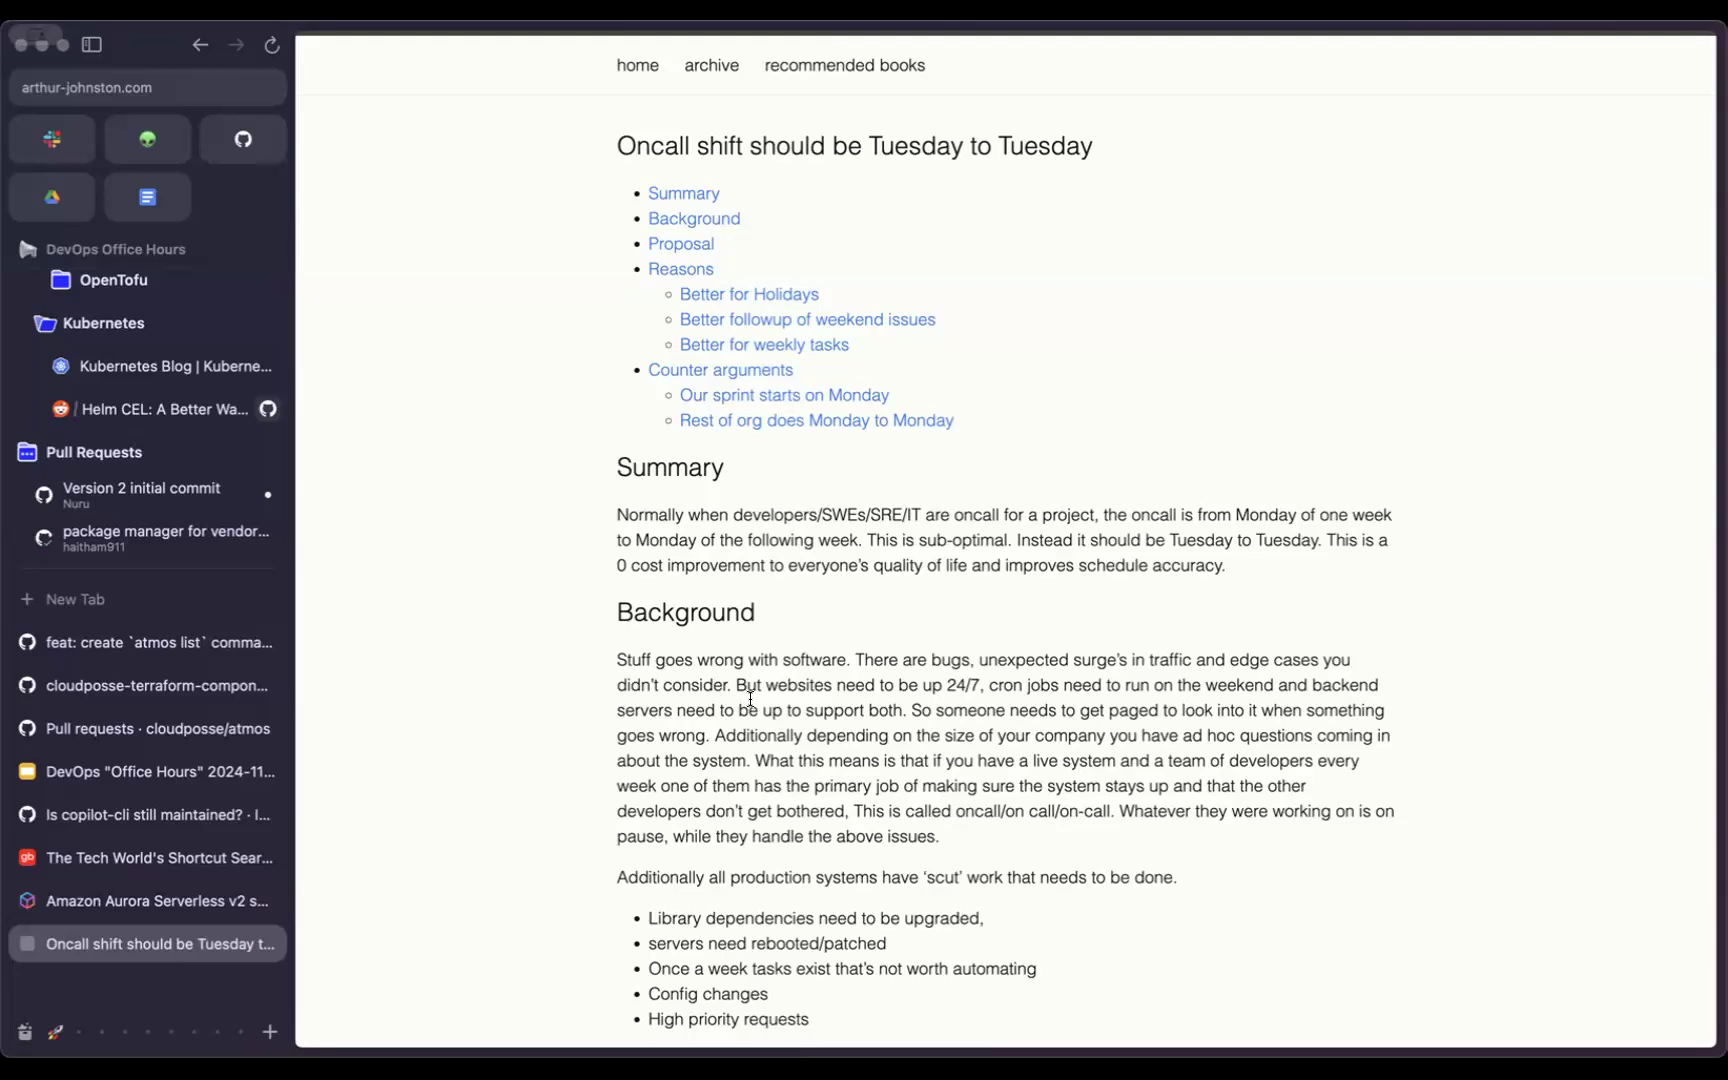 arthur-johnston.com
DevOps Office Hours
OpenTofu
Kubernetes
Kubernetes Blog | Kuberne...
/ Helm CEL: A Better Wa...
Pull Requests
Version 2 initial commit
Nuru
package manager for vendor...
haitham911
+ New Tab
feat: create `atmos list` comma...
cloudposse-terraform-compon...
Pull requests · cloudposse/atmos
DevOps "Office Hours" 2024-11...
Is copilot-cli still maintained? · I...
gb The Tech World's Shortcut Sear...
Amazon Aurora Serverless v2 s...
Oncall shift should be Tuesday t...
home archive recommended books
Oncall shift should be Tuesday to Tuesday
• Summary
• Background
• Proposal
• Reasons
◦ Better for Holidays
◦ Better followup of weekend issues
◦ Better for weekly tasks
• Counter arguments
◦ Our sprint starts on Monday
◦ Rest of org does Monday to Monday
Summary
Normally when developers/SWEs/SRE/IT are oncall for a project, the oncall is from Monday of one week
to Monday of the following week. This is sub-optimal. Instead it should be Tuesday to Tuesday. This is a
0 cost improvement to everyone's quality of life and improves schedule accuracy.
Background
Stuff goes wrong with software. There are bugs, unexpected surge's in traffic and edge cases you
didn't consider. But websites need to be up 24/7, cron jobs need to run on the weekend and backend
servers need to be up to support both. So someone needs to get paged to look into it when something
goes wrong. Additionally depending on the size of your company you have ad hoc questions coming in
about the system. What this means is that if you have a live system and a team of developers every
week one of them has the primary job of making sure the system stays up and that the other
developers don't get bothered, This is called oncall/on call/on-call. Whatever they were working on is on
pause, while they handle the above issues.
Additionally all production systems have ‘scut’ work that needs to be done.
• Library dependencies need to be upgraded,
• servers need rebooted/patched
• Once a week tasks exist that's not worth automating
• Config changes
• High priority requests